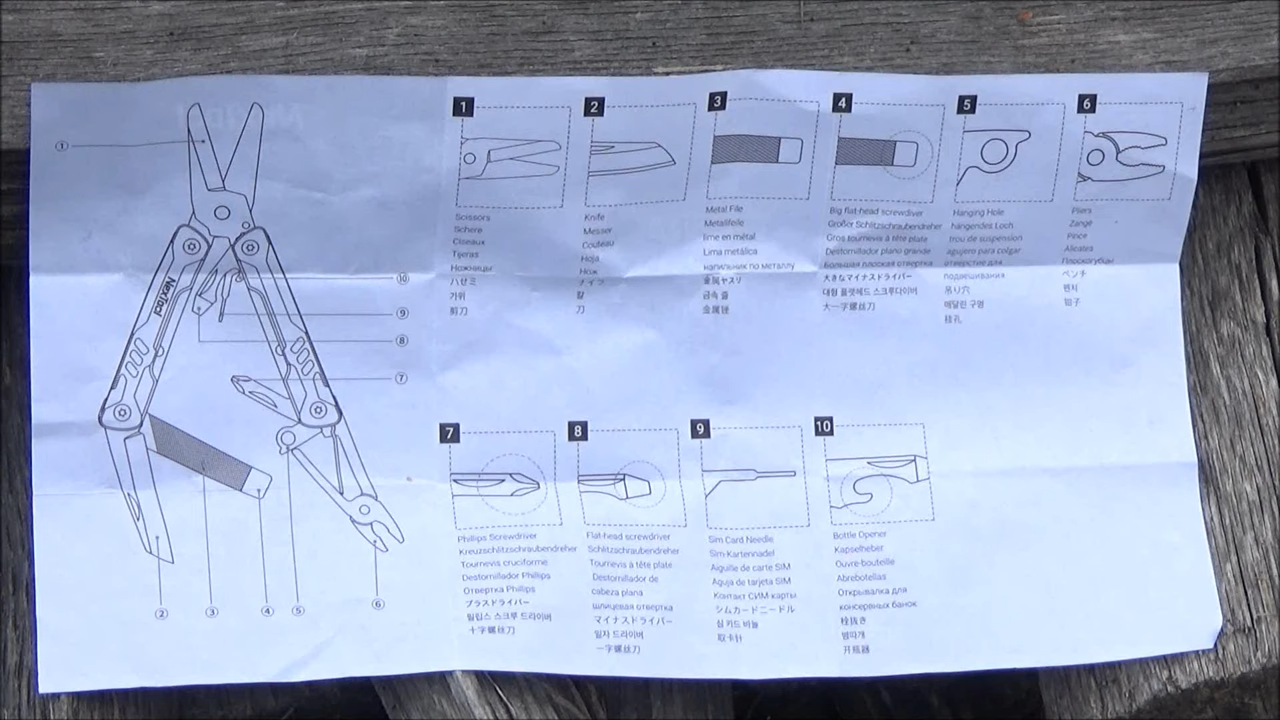 ①
NexTool
⑩
⑨
⑧
⑦
②
③
④
⑤
⑥
1
Scissors
Schere
Ciseaux
Tijeras
Ножницы
ハサミ
가위
剪刀
2
Knife
Messer
Couteau
Hoja
Нож
ナイフ
칼
刀
3
Metal File
Metallfeile
lime en métal
Lima metálica
напильник по металлу
金属ヤスリ
금속 줄
金属锉
4
Big flat-head screwdriver
Großer Schlitzschraubendreher
Gros tournevis à tête plate
Destornillador plano grande
Большая плоская отвертка
大きなマイナスドライバー
대형 플랫헤드 스크루다이버
大一字螺丝刀
5
Hanging Hole
hängendes Loch
trou de suspension
agujero para colgar
отверстие для
подвешивания
吊り穴
매달린 구멍
挂孔
6
Pliers
Zange
Pince
Alicates
Плоскогубцы
ペンチ
펜치
钳子
7
Phillips Screwdriver
Kreuzschlitzschraubendreher
Tournevis cruciforme
Destornillador Phillips
Отвертка Phillips
プラスドライバー
필립스 스크루 드라이버
十字螺丝刀
8
Flat-head screwdriver
Schlitzschraubendreher
Tournevis à tête plate
Destornillador de
cabeza plana
шлицевая отвертка
マイナスドライバー
일자 드라이버
一字螺丝刀
9
Sim Card Needle
Sim Kartennadel
Aiguille de carte SIM
Aguja de tarjeta SIM
Контакт СИМ карты
シムカードニードル
심 카드 바늘
取卡针
10
Bottle Opener
Kapselheber
Ouvre-bouteille
Abrebotellas
Открывалка для
консервных банок
栓抜き
병따개
开瓶器